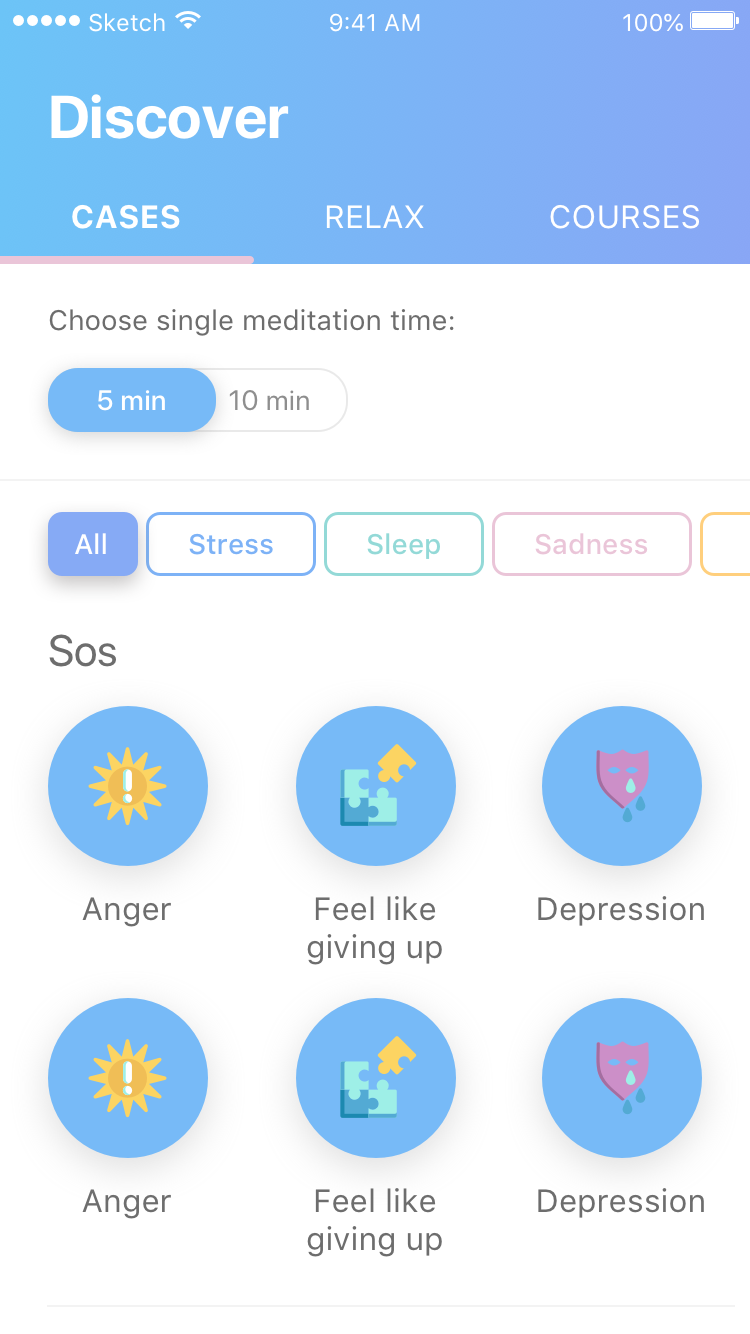 Sketch 9:41 AM 100%
Discover
CASES RELAX COURSES
Choose single meditation time:
5 min 10 min
All Stress Sleep Sadness
Sos
Anger Feel like Depression
giving up
Anger Feel like Depression
giving up